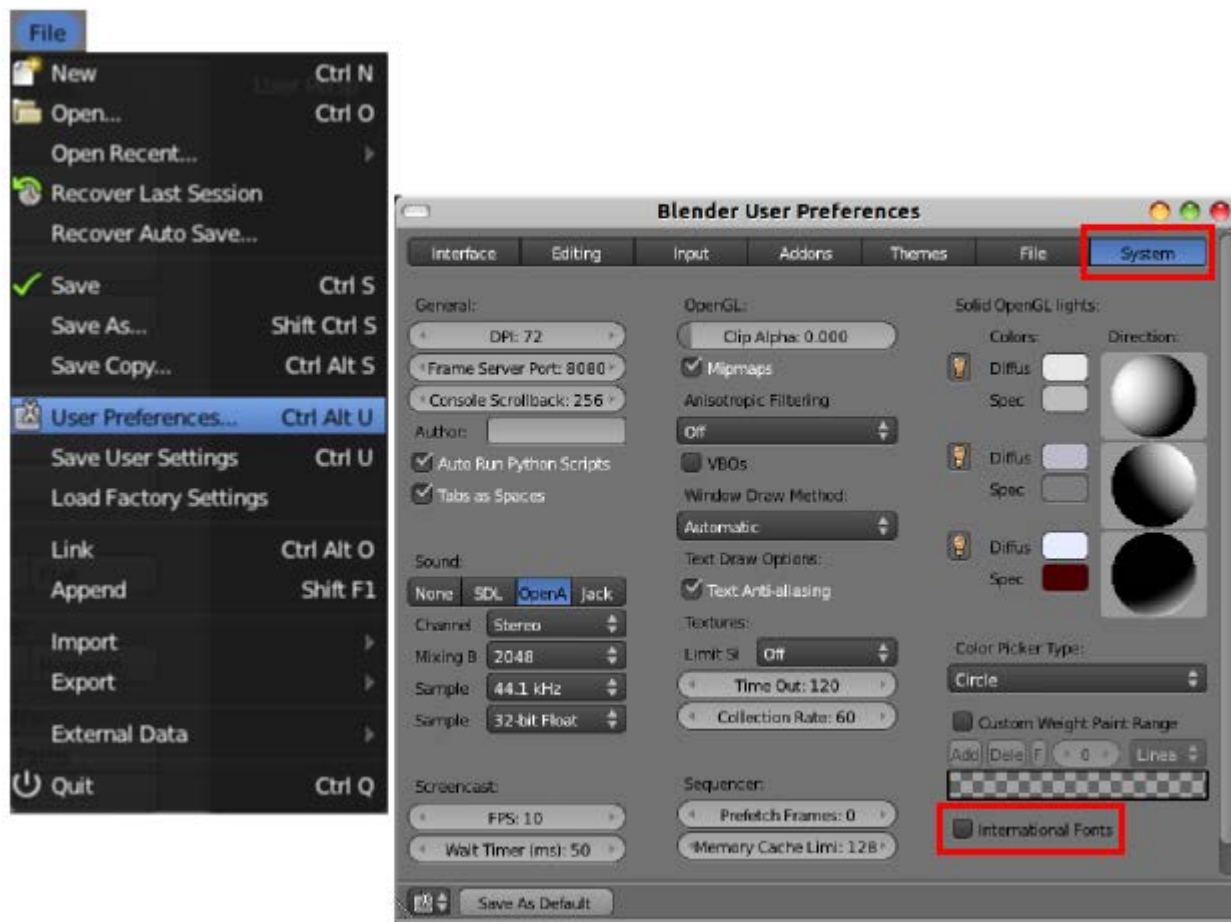 File
New Ctrl N
Open... Ctrl O
Open Recent...
Recover Last Session
Recover Auto Save...
Save Ctrl S
Save As... Shift Ctrl S
Save Copy... Ctrl Alt S
User Preferences... Ctrl Alt U
Save User Settings Ctrl U
Load Factory Settings
Link Ctrl Alt O
Append Shift F1
Import
Export
External Data
Quit Ctrl Q
Blender User Preferences
Interface Editing Input Addons Themes File System
General:
DPI: 72
Frame Server Port: 8080
Console Scrollback: 256
Author:
Auto Run Python Scripts
Tabs as Spaces
Sound:
None SDL OpenA Jack
Channel Stereo
Mixing B 2048
Sample 44.1 kHz
Sample 32-bit Float
Screencast:
FPS: 10
Wait Timer (ms): 50
OpenGL:
Clip Alpha: 0.000
Mipmaps
Anisotropic Filtering
Off
VBOs
Window Draw Method:
Automatic
Text Draw Options:
Text Anti-aliasing
Textures:
Limit Si Off
Time Out: 120
Collection Rate: 60
Sequencer:
Prefetch Frames: 0
Memory Cache Limi: 128
Solid OpenGL lights:
Colors: Direction:
Diffus
Spec
Diffus
Spec
Diffus
Spec
Color Picker Type:
Circle
Custom Weight Paint Range
Add Dele F 0 Linea
International Fonts
Save As Default